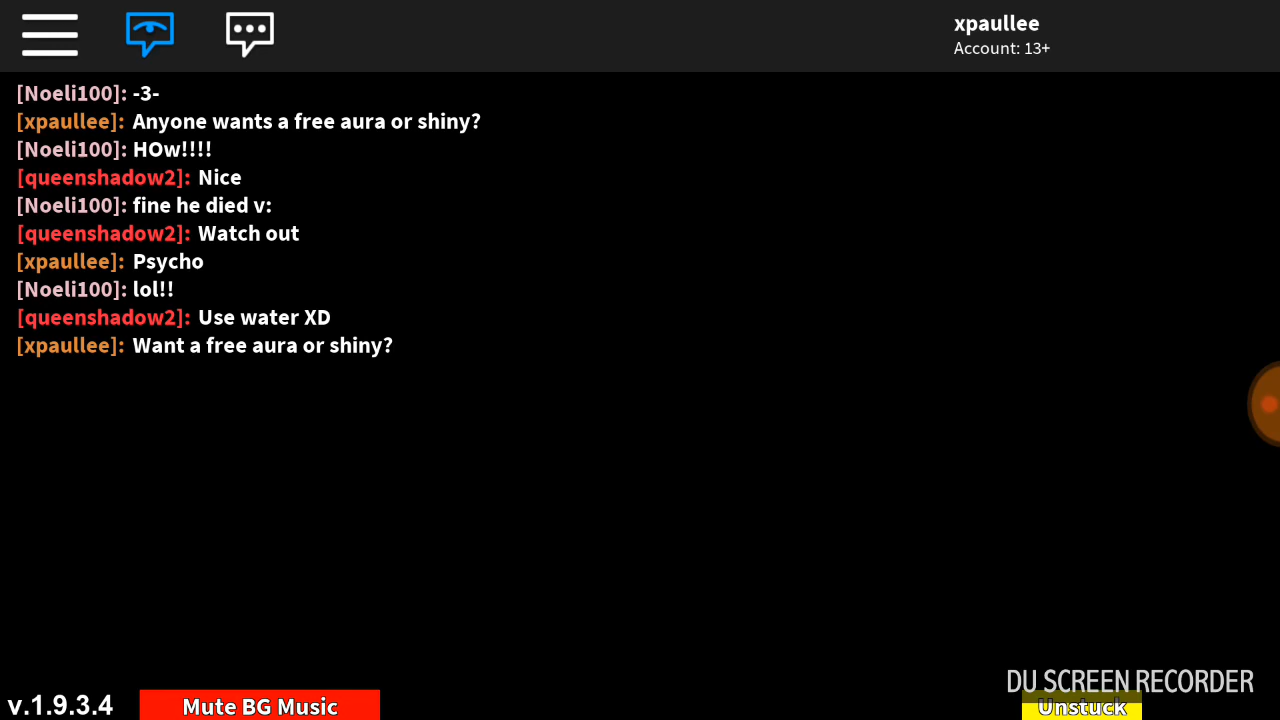 xpaullee
Account: 13+
[Noeli100]: -3-
[xpaullee]: Anyone wants a free aura or shiny?
[Noeli100]: HOw!!!!
[queenshadow2]: Nice
[Noeli100]: fine he died v:
[queenshadow2]: Watch out
[xpaullee]: Psycho
[Noeli100]: lol!!
[queenshadow2]: Use water XD
[xpaullee]: Want a free aura or shiny?
DU SCREEN RECORDER
v.1.9.3.4 Mute BG Music Unstuck